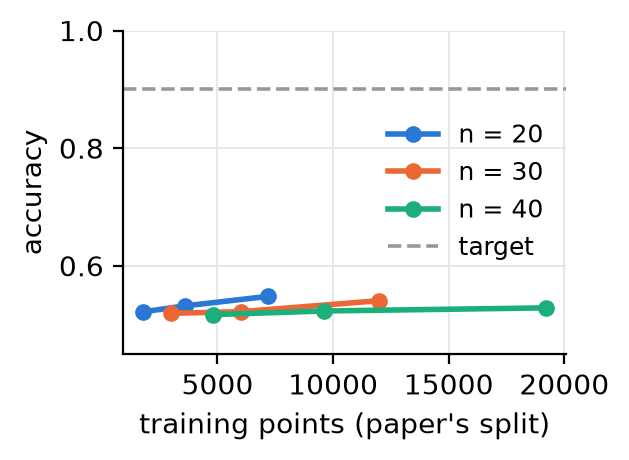 1.0
0.8
0.6
accuracy
n = 20
n = 30
n = 40
target
5000 10000 15000 20000
training points (paper's split)